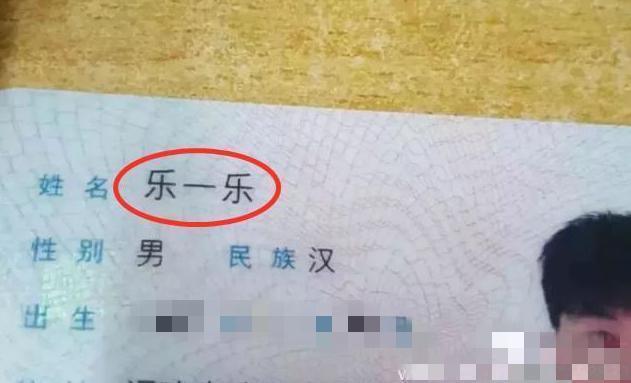 姓名 乐一乐
性别 男 民族 汉
出生